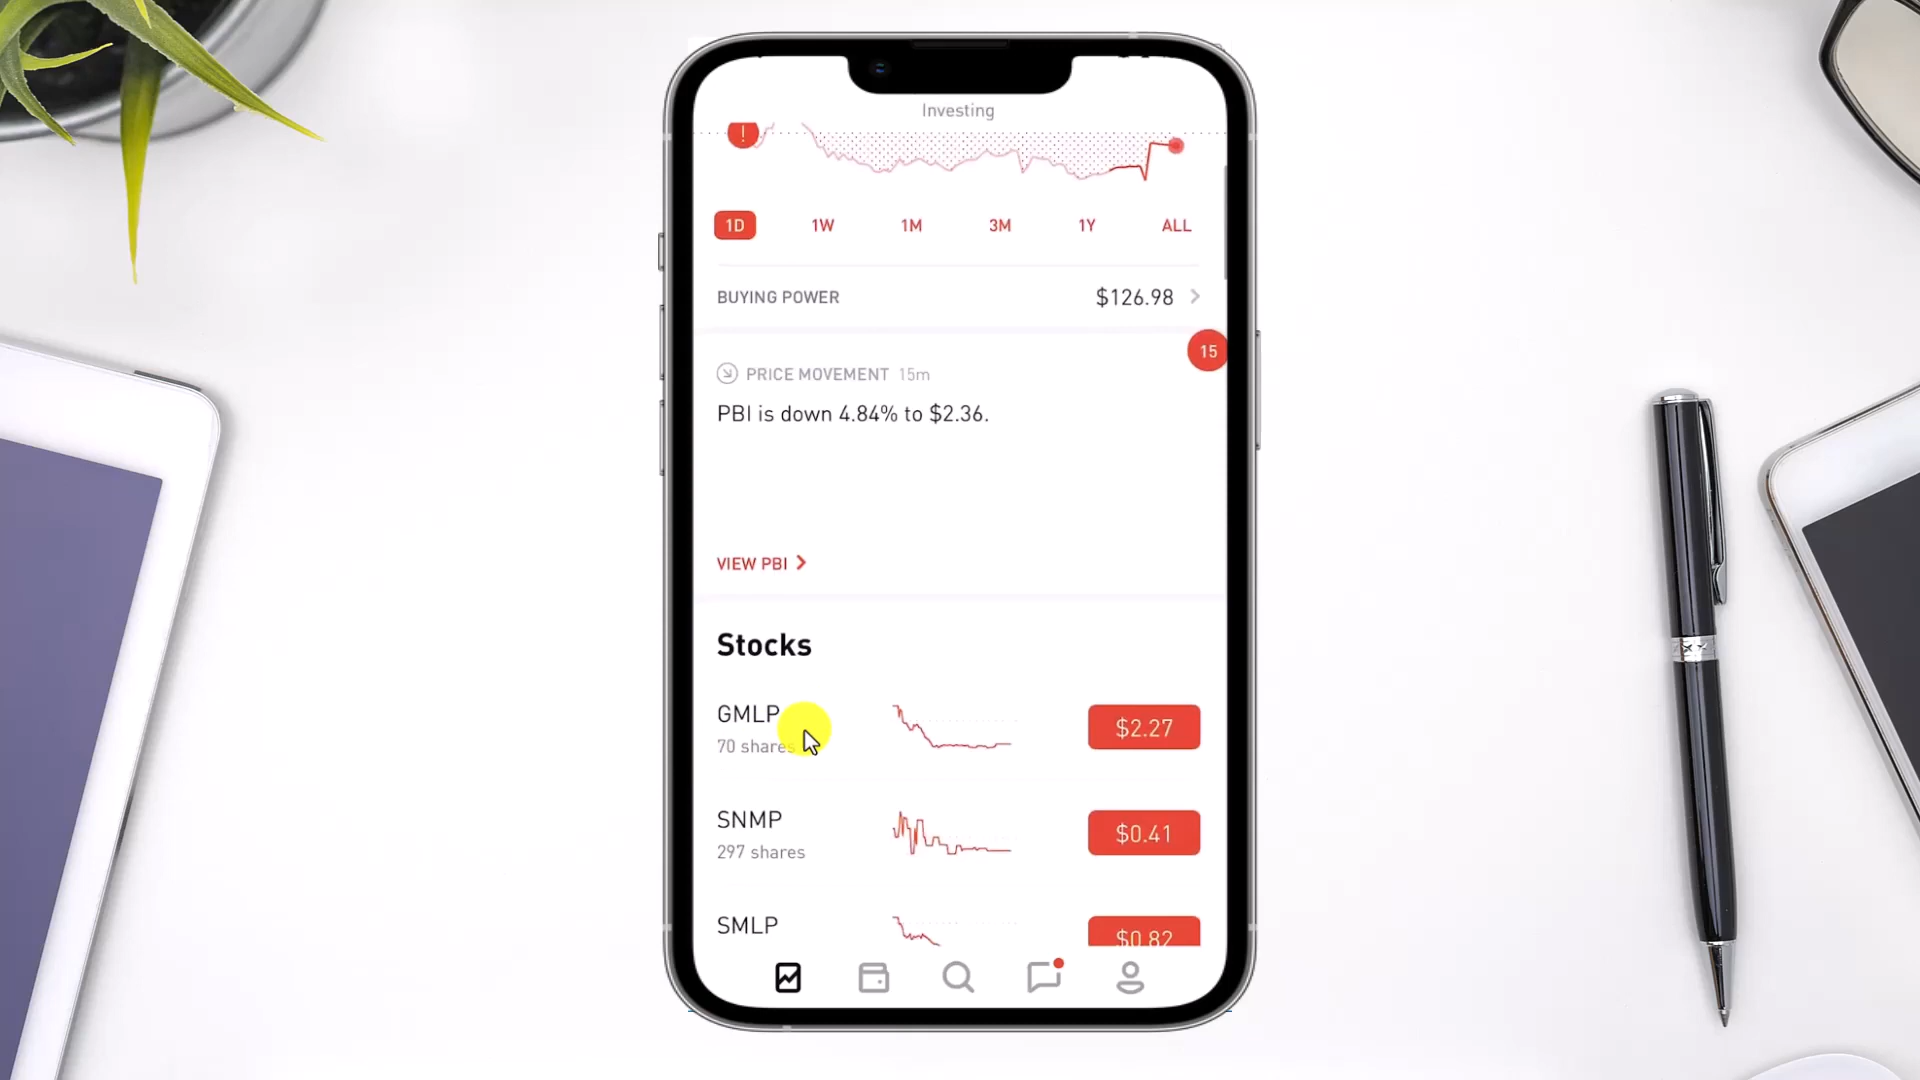 Investing
!
1D 1W 1M 3M 1Y ALL
BUYING POWER $126.98
15
PRICE MOVEMENT 15m
PBI is down 4.84% to $2.36.
VIEW PBI
Stocks
GMLP $2.27
70 shares
SNMP $0.41
297 shares
SMLP $0.82